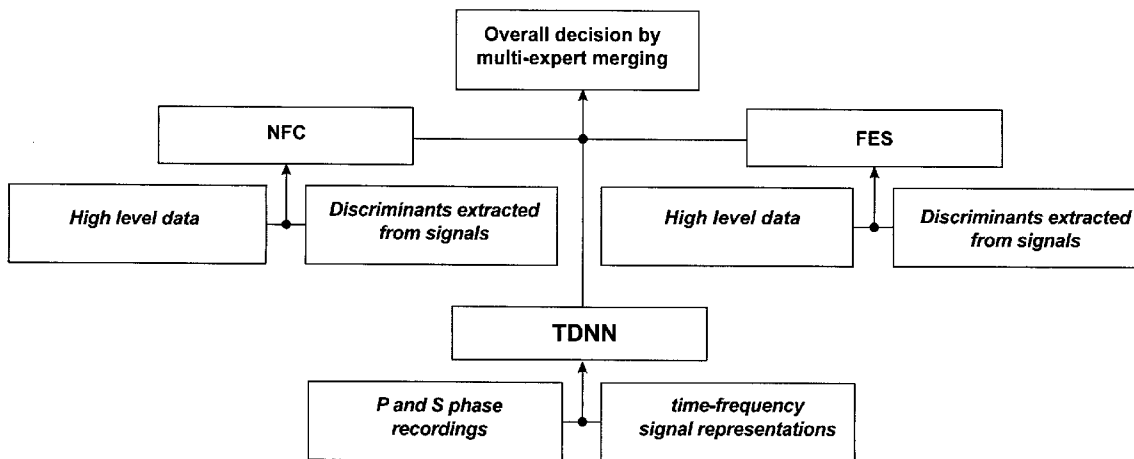 Overall decision by
multi-expert merging
NFC
FES
High level data
Discriminants extracted
from signals
High level data
Discriminants extracted
from signals
TDNN
P and S phase
recordings
time-frequency
signal representations